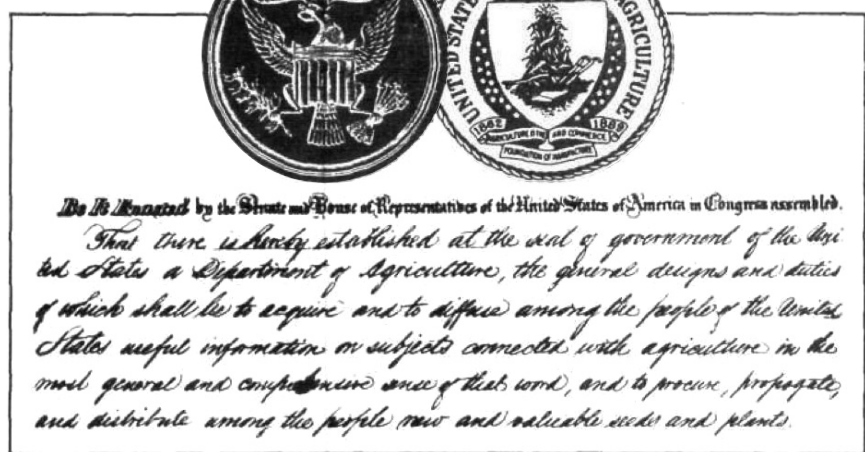 UNITED STATES
AGRICULTURE
1862 1889
AGRICULTURE IS THE AND COMMERCE
FOUNDATION OF MANUFACTURE
Be It Enacted by the Senate and House of Representatives of the United States of America in Congress assembled.
That there is hereby established at the seat of government of the Uni
ted States a Department of Agriculture, the general designs and duties
of which shall be to acquire and to diffuse among the people of the United
States useful information on subjects connected with agriculture in the
most general and comprehensive sense of that word, and to procure, propogate,
and distribute among the people new and valuable seeds and plants.